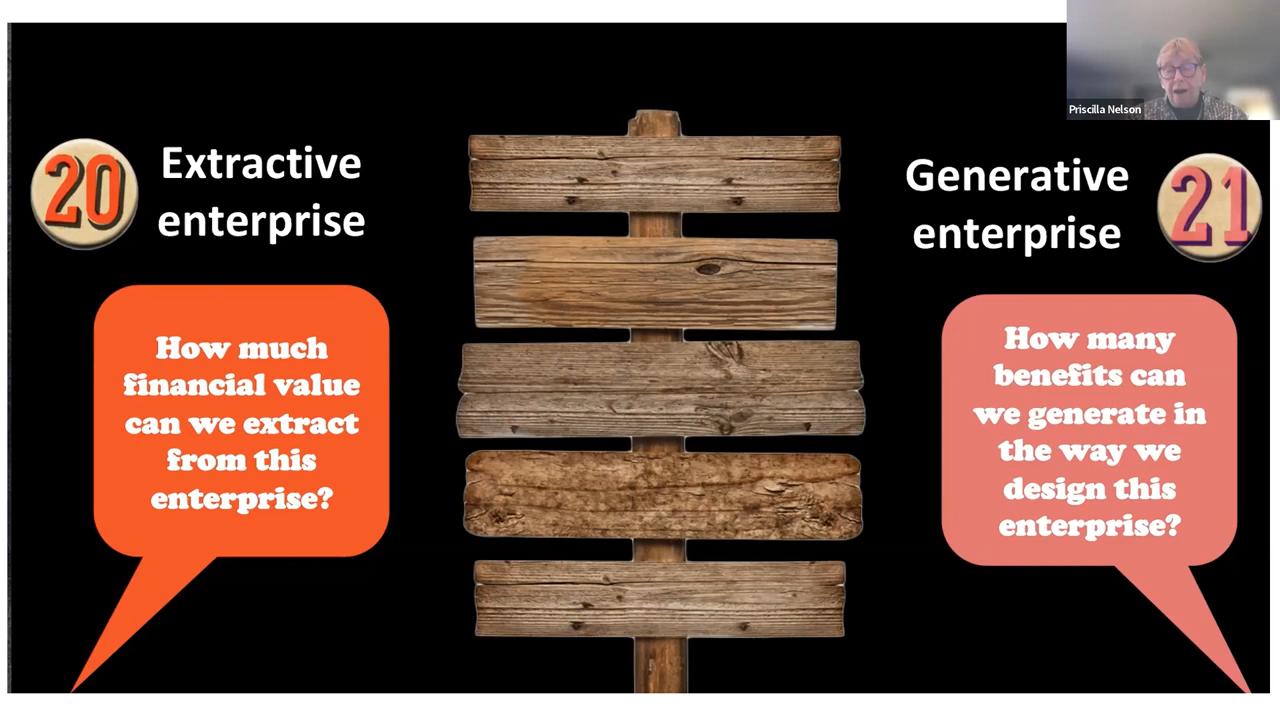 Priscilla Nelson
20
Extractive
enterprise
Generative
enterprise
21
How much
financial value
can we extract
from this
enterprise?
How many
benefits can
we generate in
the way we
design this
enterprise?